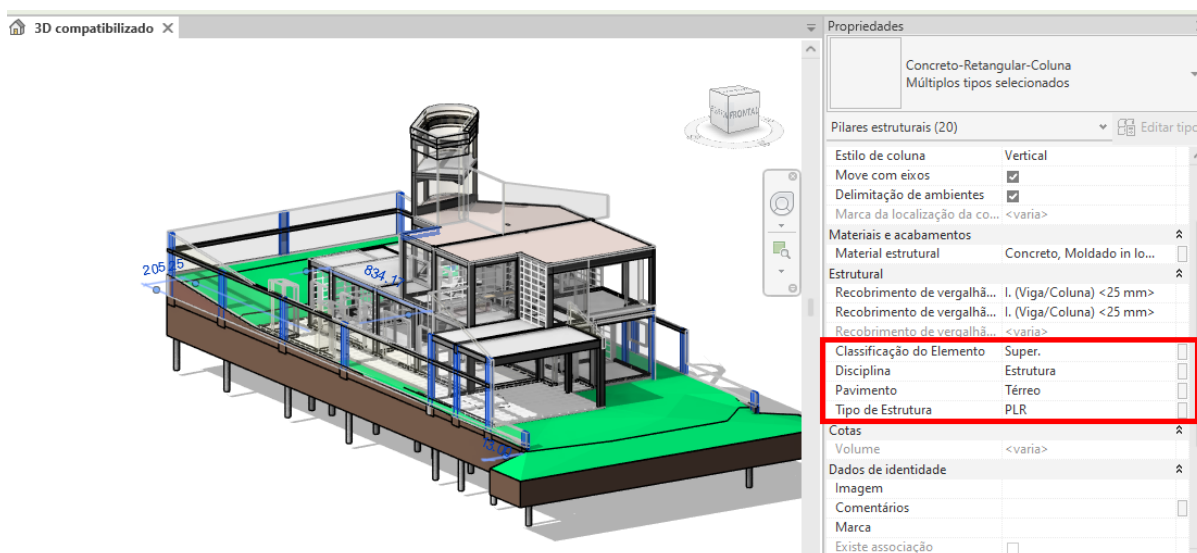 3D compatibilizado
Propriedades
Concreto-Retangular-Coluna
Múltiplos tipos selecionados
Pilares estruturais (20)
Editar tipo
Estilo de coluna Vertical
Move com eixos
Delimitação de ambientes
Marca da localização da co... <varia>
Materiais e acabamentos
Material estrutural Concreto, Moldado in lo...
Estrutural
Recobrimento de vergalhã... I. (Viga/Coluna) <25 mm>
Recobrimento de vergalhã... I. (Viga/Coluna) <25 mm>
Recobrimento de vergalhã... <varia>
Classificação do Elemento Super.
Disciplina Estrutura
Pavimento Térreo
Tipo de Estrutura PLR
Cotas
Volume <varia>
Dados de identidade
Imagem
Comentários
Marca
Existe associação
FRONTAL
205.25
834.17